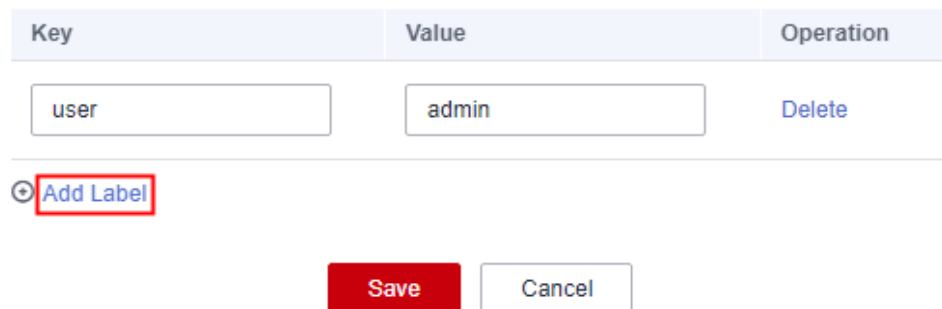 Key Value Operation
user admin Delete
Add Label
Save Cancel